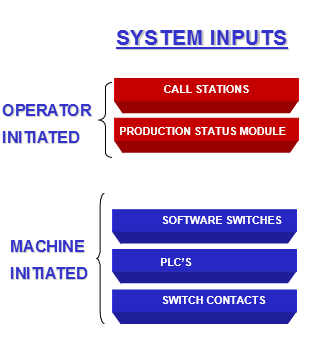 SYSTEM INPUTS
CALL STATIONS
OPERATOR
INITIATED
PRODUCTION STATUS MODULE
SOFTWARE SWITCHES
MACHINE
INITIATED
PLC'S
SWITCH CONTACTS